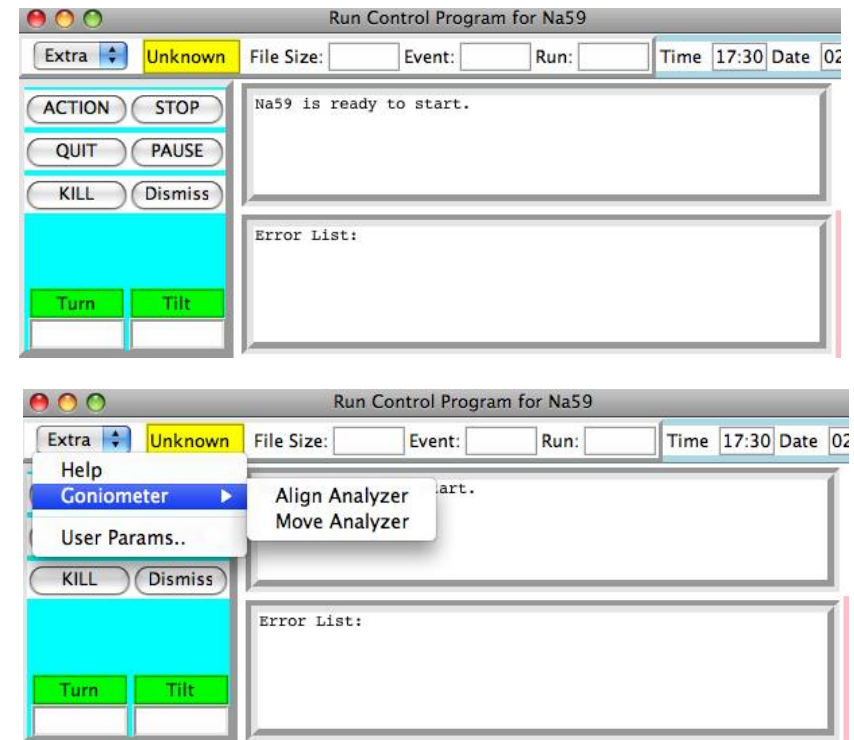 Run Control Program for Na59
Extra Unknown File Size: Event: Run: Time 17:30 Date 02
ACTION STOP
Na59 is ready to start.
QUIT PAUSE
KILL Dismiss
Error List:
Turn Tilt
Run Control Program for Na59
Extra Unknown File Size: Event: Run: Time 17:30 Date 02
Help
Goniometer Align Analyzer art.
Move Analyzer
User Params..
KILL Dismiss
Error List:
Turn Tilt